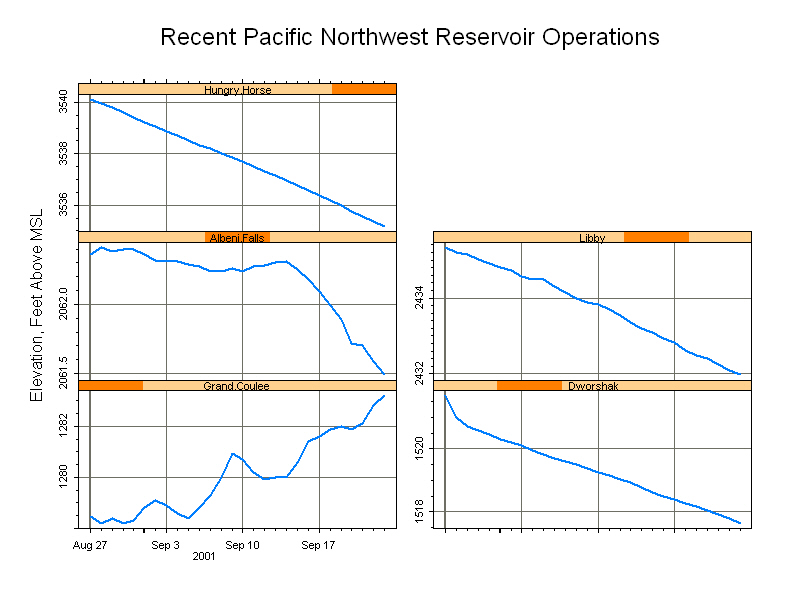 Recent Pacific Northwest Reservoir Operations
Hungry.Horse
3540
3538
3536
Albeni.Falls
2062.0
2061.5
Libby
2434
2432
Grand.Coulee
1282
1280
Dworshak
1520
1518
Elevation, Feet Above MSL
Aug 27 Sep 3 Sep 10 Sep 17
2001